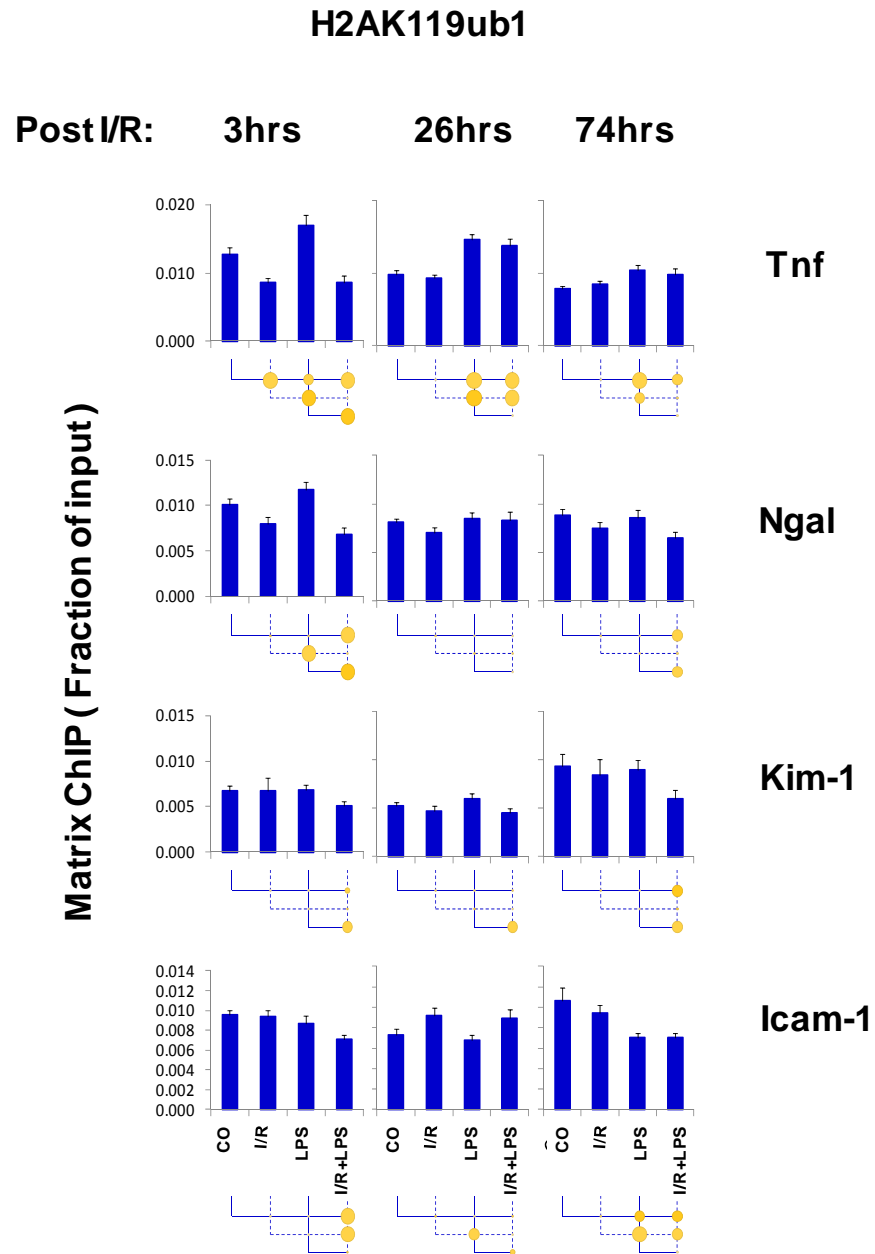 H2AK119ub1
Post I/R: 3hrs 26hrs 74hrs
Matrix ChIP ( Fraction of input)
0.020
0.010
0.000
Tnf
0.015
0.010
0.005
0.000
Ngal
0.015
0.010
0.005
0.000
Kim-1
0.014
0.012
0.010
0.008
0.006
0.004
0.002
0.000
Icam-1
CO I/R LPS I/R+LPS CO I/R LPS I/R+LPS CO I/R LPS I/R+LPS